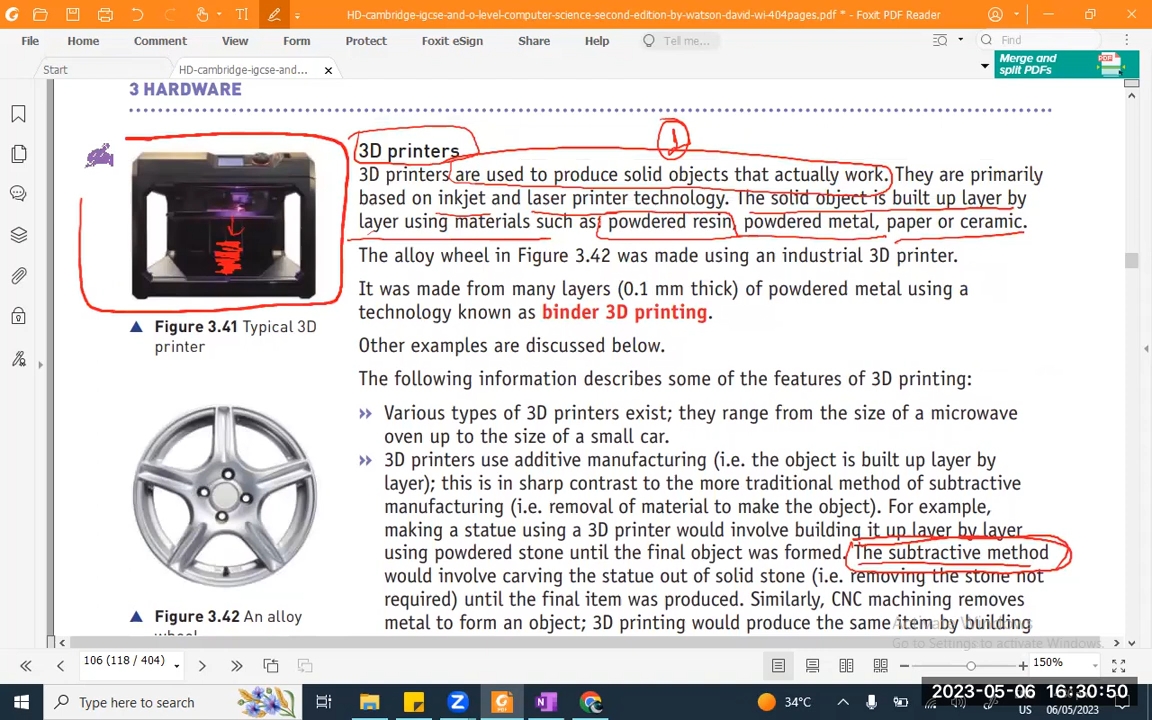 HD-cambridge-igcse-and-o-level-computer-science-second-edition-by-watson-david-wi-404pages.pdf * - Foxit PDF Reader
File Home Comment View Form Protect Foxit eSign Share Help Tell me... Find
Start HD-cambridge-igcse-and-o... Merge and
split PDFs
3 HARDWARE
1
3D printers
3D printers are used to produce solid objects that actually work. They are primarily
based on inkjet and laser printer technology. The solid object is built up layer by
layer using materials such as: powdered resin, powdered metal, paper or ceramic.
The alloy wheel in Figure 3.42 was made using an industrial 3D printer.
It was made from many layers (0.1 mm thick) of powdered metal using a
technology known as binder 3D printing.
Other examples are discussed below.
The following information describes some of the features of 3D printing:
» Various types of 3D printers exist; they range from the size of a microwave
oven up to the size of a small car.
» 3D printers use additive manufacturing (i.e. the object is built up layer by
layer); this is in sharp contrast to the more traditional method of subtractive
manufacturing (i.e. removal of material to make the object). For example,
making a statue using a 3D printer would involve building it up layer by layer
using powdered stone until the final object was formed. The subtractive method
would involve carving the statue out of solid stone (i.e. removing the stone not
required) until the final item was produced. Similarly, CNC machining removes
metal to form an object; 3D printing would produce the same item by building
▲ Figure 3.41 Typical 3D
printer
▲ Figure 3.42 An alloy
wheel
Activate Windows
Go to Settings to activate Windows.
106 (118 / 404) 150%
Type here to search 34°C US 06/05/2023
2023-05-06 16:30:50